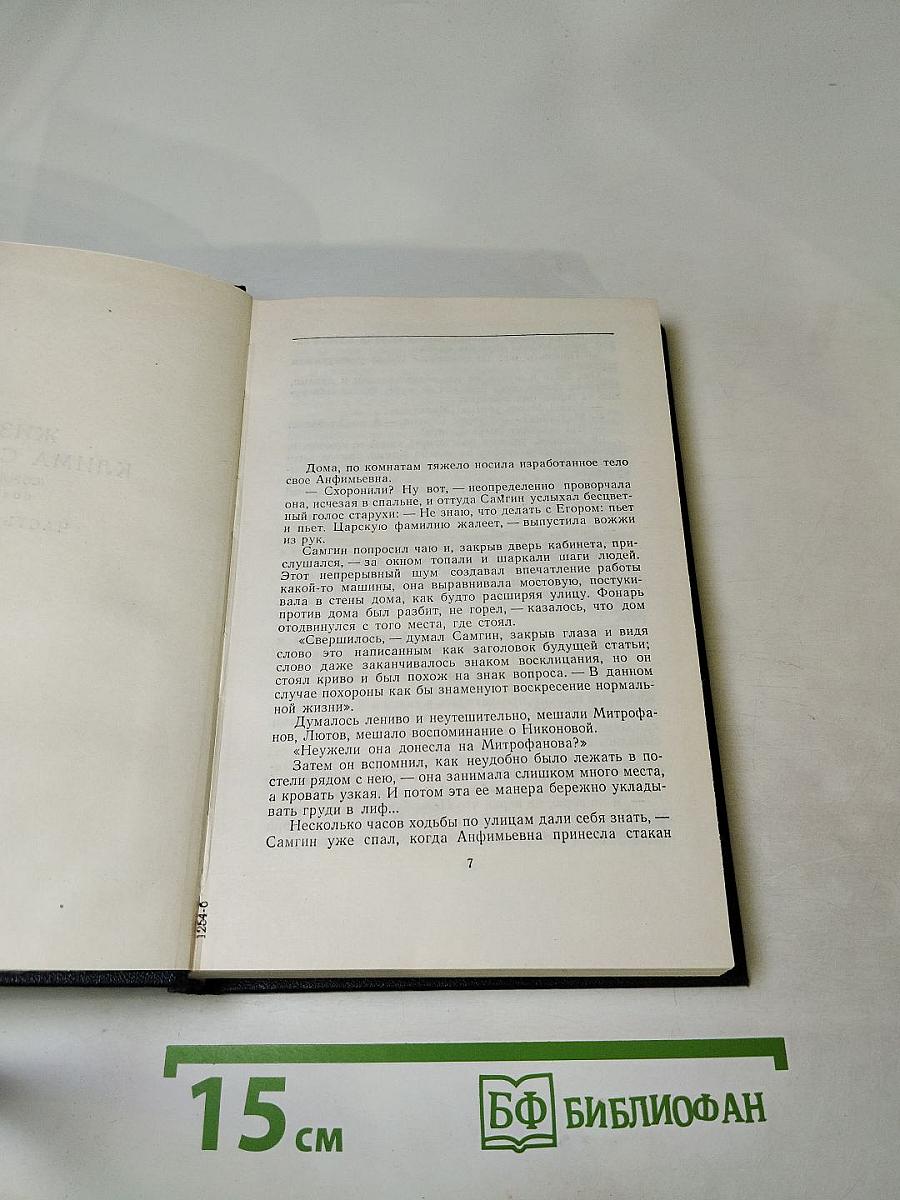 Дома, по комнатам тяжело носила изработанное тело
свое Анфимьевна.
— Схоронили? Ну вот, — неопределенно проворчала
она, исчезая в спальне, и оттуда Самгин услыхал бесцвет-
ный голос старухи: — Не знаю, что делать с Егором: пьет
и пьет. Царскую фамилию жалеет, — выпустила вожжи
из рук.
Самгин попросил чаю и, закрыв дверь кабинета, при-
слушался, — за окном топали и шаркали шаги людей.
Этот непрерывный шум создавал впечатление работы
какой-то машины, она выравнивала мостовую, постуки-
вала в стены дома, как будто расширяя улицу. Фонарь
против дома был разбит, не горел, — казалось, что дом
отодвинулся с того места, где стоял.
«Свершилось, — думал Самгин, закрыв глаза и видя
слово это написанным как заголовок будущей статьи;
слово даже заканчивалось знаком восклицания, но он
стоял криво и был похож на знак вопроса. — В данном
случае похороны как бы знаменуют воскресение нормаль-
ной жизни».
Думалось лениво и неутешительно, мешали Митрофа-
нов, Лютов, мешало воспоминание о Никоновой.
«Неужели она донесла на Митрофанова?»
Затем он вспомнил, как неудобно было лежать в по-
стели рядом с нею, — она занимала слишком много места,
а кровать узкая. И потом эта ее манера бережно уклады-
вать груди в лиф...
Несколько часов ходьбы по улицам дали себя знать, —
Самгин уже спал, когда Анфимьевна принесла стакан
7
1254-6
15 см
БФ БИБЛИОФАН